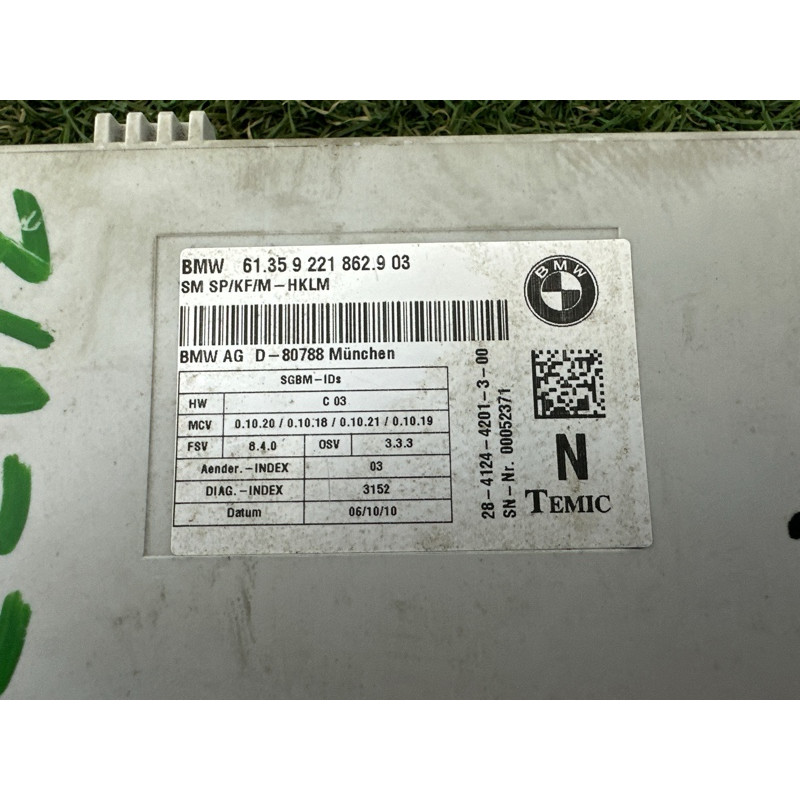 BMW 61.35 9 221 862.9 03
SM SP/KF/M-HKLM
BMW
BMW AG D-80788 München
SGBM-IDs
HW C 03
MCV 0.10.20 / 0.10.18 / 0.10.21 / 0.10.19
FSV 8.4.0 OSV 3.3.3
Aender.-INDEX 03
DIAG.-INDEX 3152
Datum 06/10/10
28-4124-4201-3-00
SN-Nr. 00052371
N
TEMIC